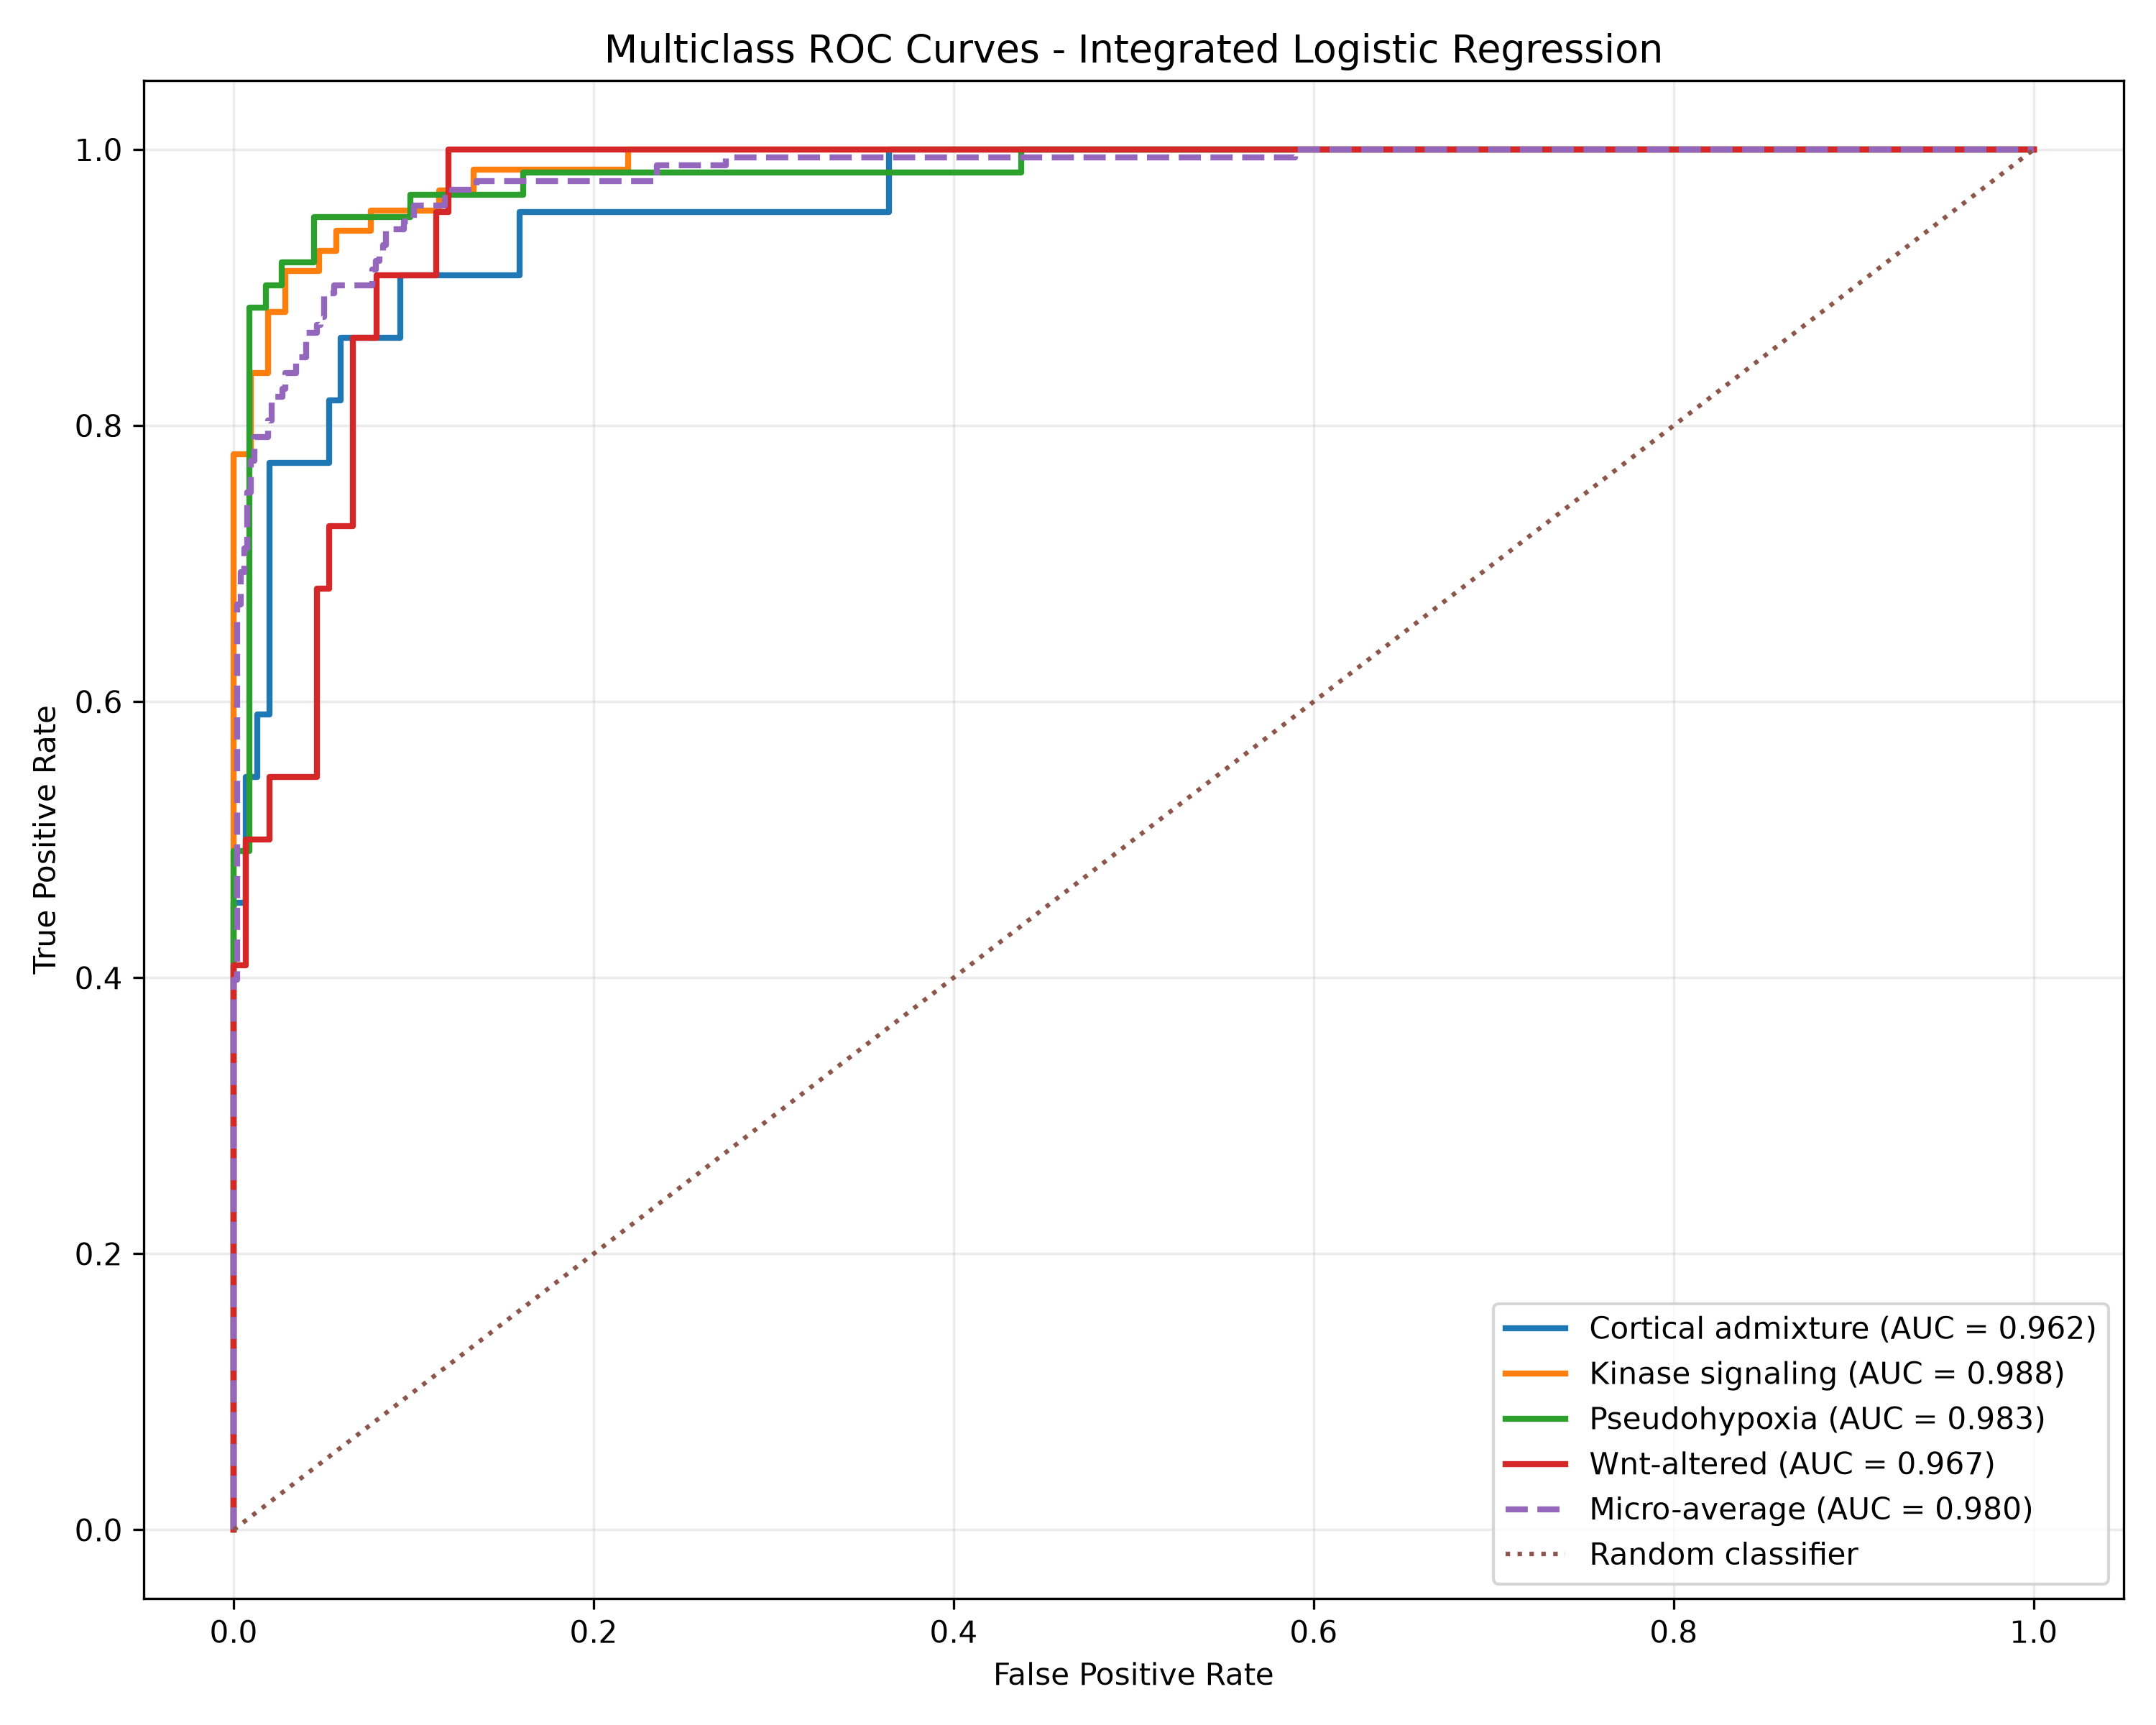 Multiclass ROC Curves - Integrated Logistic Regression
True Positive Rate
1.0
0.8
0.6
0.4
0.2
0.0
0.0 0.2 0.4 0.6 0.8 1.0
False Positive Rate
Cortical admixture (AUC = 0.962)
Kinase signaling (AUC = 0.988)
Pseudohypoxia (AUC = 0.983)
Wnt-altered (AUC = 0.967)
Micro-average (AUC = 0.980)
Random classifier